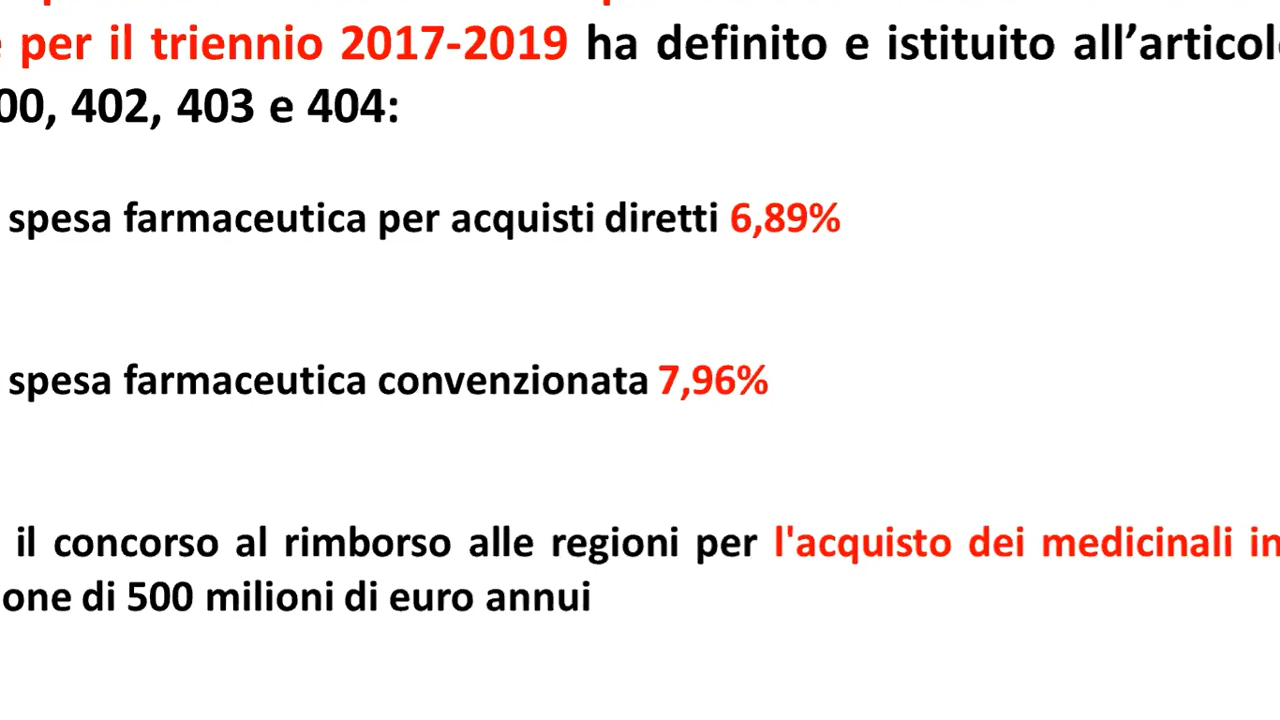 per il triennio 2017-2019 ha definito e istituito all’articolo
00, 402, 403 e 404:
spesa farmaceutica per acquisti diretti 6,89%
spesa farmaceutica convenzionata 7,96%
il concorso al rimborso alle regioni per l'acquisto dei medicinali in
one di 500 milioni di euro annui